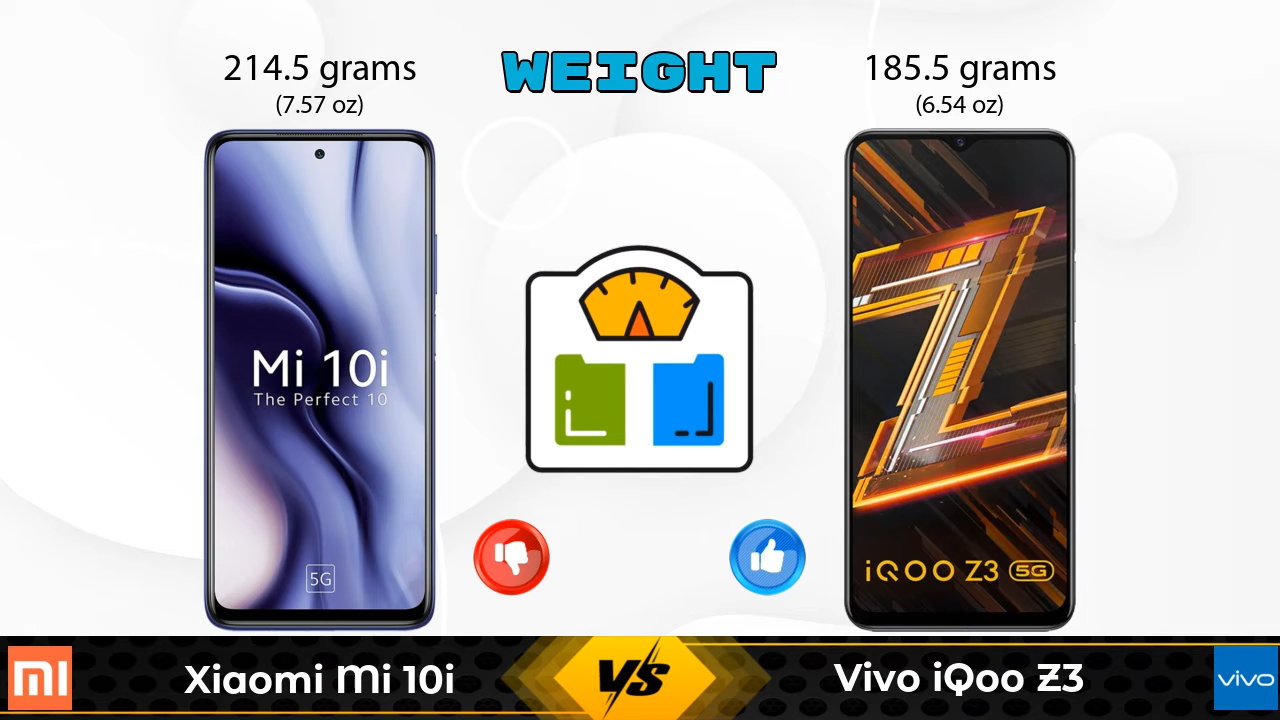 WEIGHT
214.5 grams
(7.57 oz)
185.5 grams
(6.54 oz)
Mi 10i
The Perfect 10
5G
iQOO Z3 5G
MI
Xiaomi Mi 10i
VS
Vivo iQoo Z3
vivo